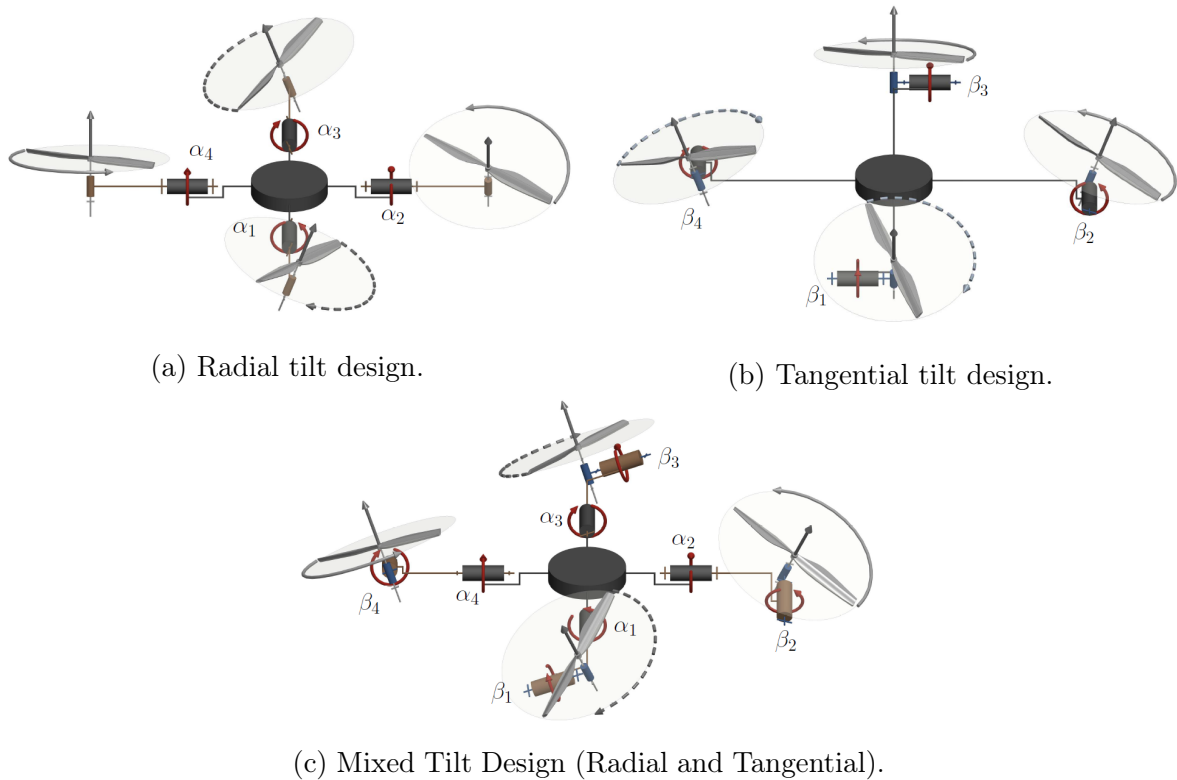 α₃
α₄
α₂
α₁
(a) Radial tilt design.
β₃
β₄
β₂
β₁
(b) Tangential tilt design.
β₃
α₃
α₂
α₄
β₄
α₁
β₂
β₁
(c) Mixed Tilt Design (Radial and Tangential).